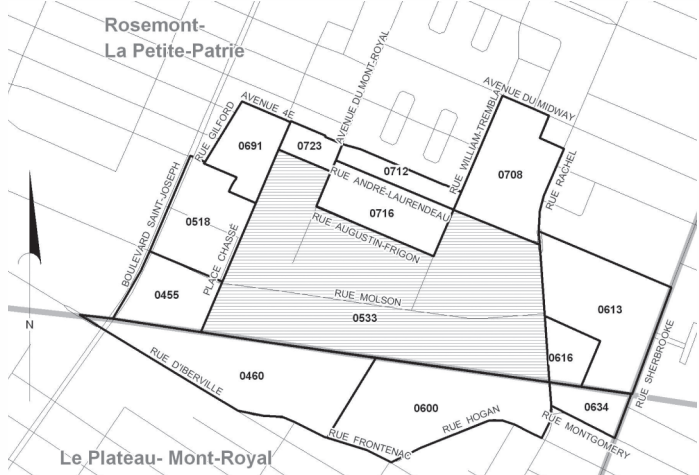 Rosemont-
La Petite-Patrie
AVENUE DU MONT-ROYAL
AVENUE DU MIDWAY
AVENUE 4E
RUE GILFORD
RUE WILLIAM-TREMBLA
0691
0723
0712
0708
RUE RACHEL
RUE ANDRÉ-LAURENDEAU
BOULEVARD SAINT-JOSEPH
0518
0716
PLACE CHASSÉ
RUE AUGUSTIN-FRIGON
0455
RUE MOLSON
0533
0613
N
RUE SHERBROOKE
0616
RUE D'IBERVILLE
0460
0600
RUE HOGAN
0634
RUE FRONTENAC
RUE MONTGOMERY
Le Plateau- Mont-Royal